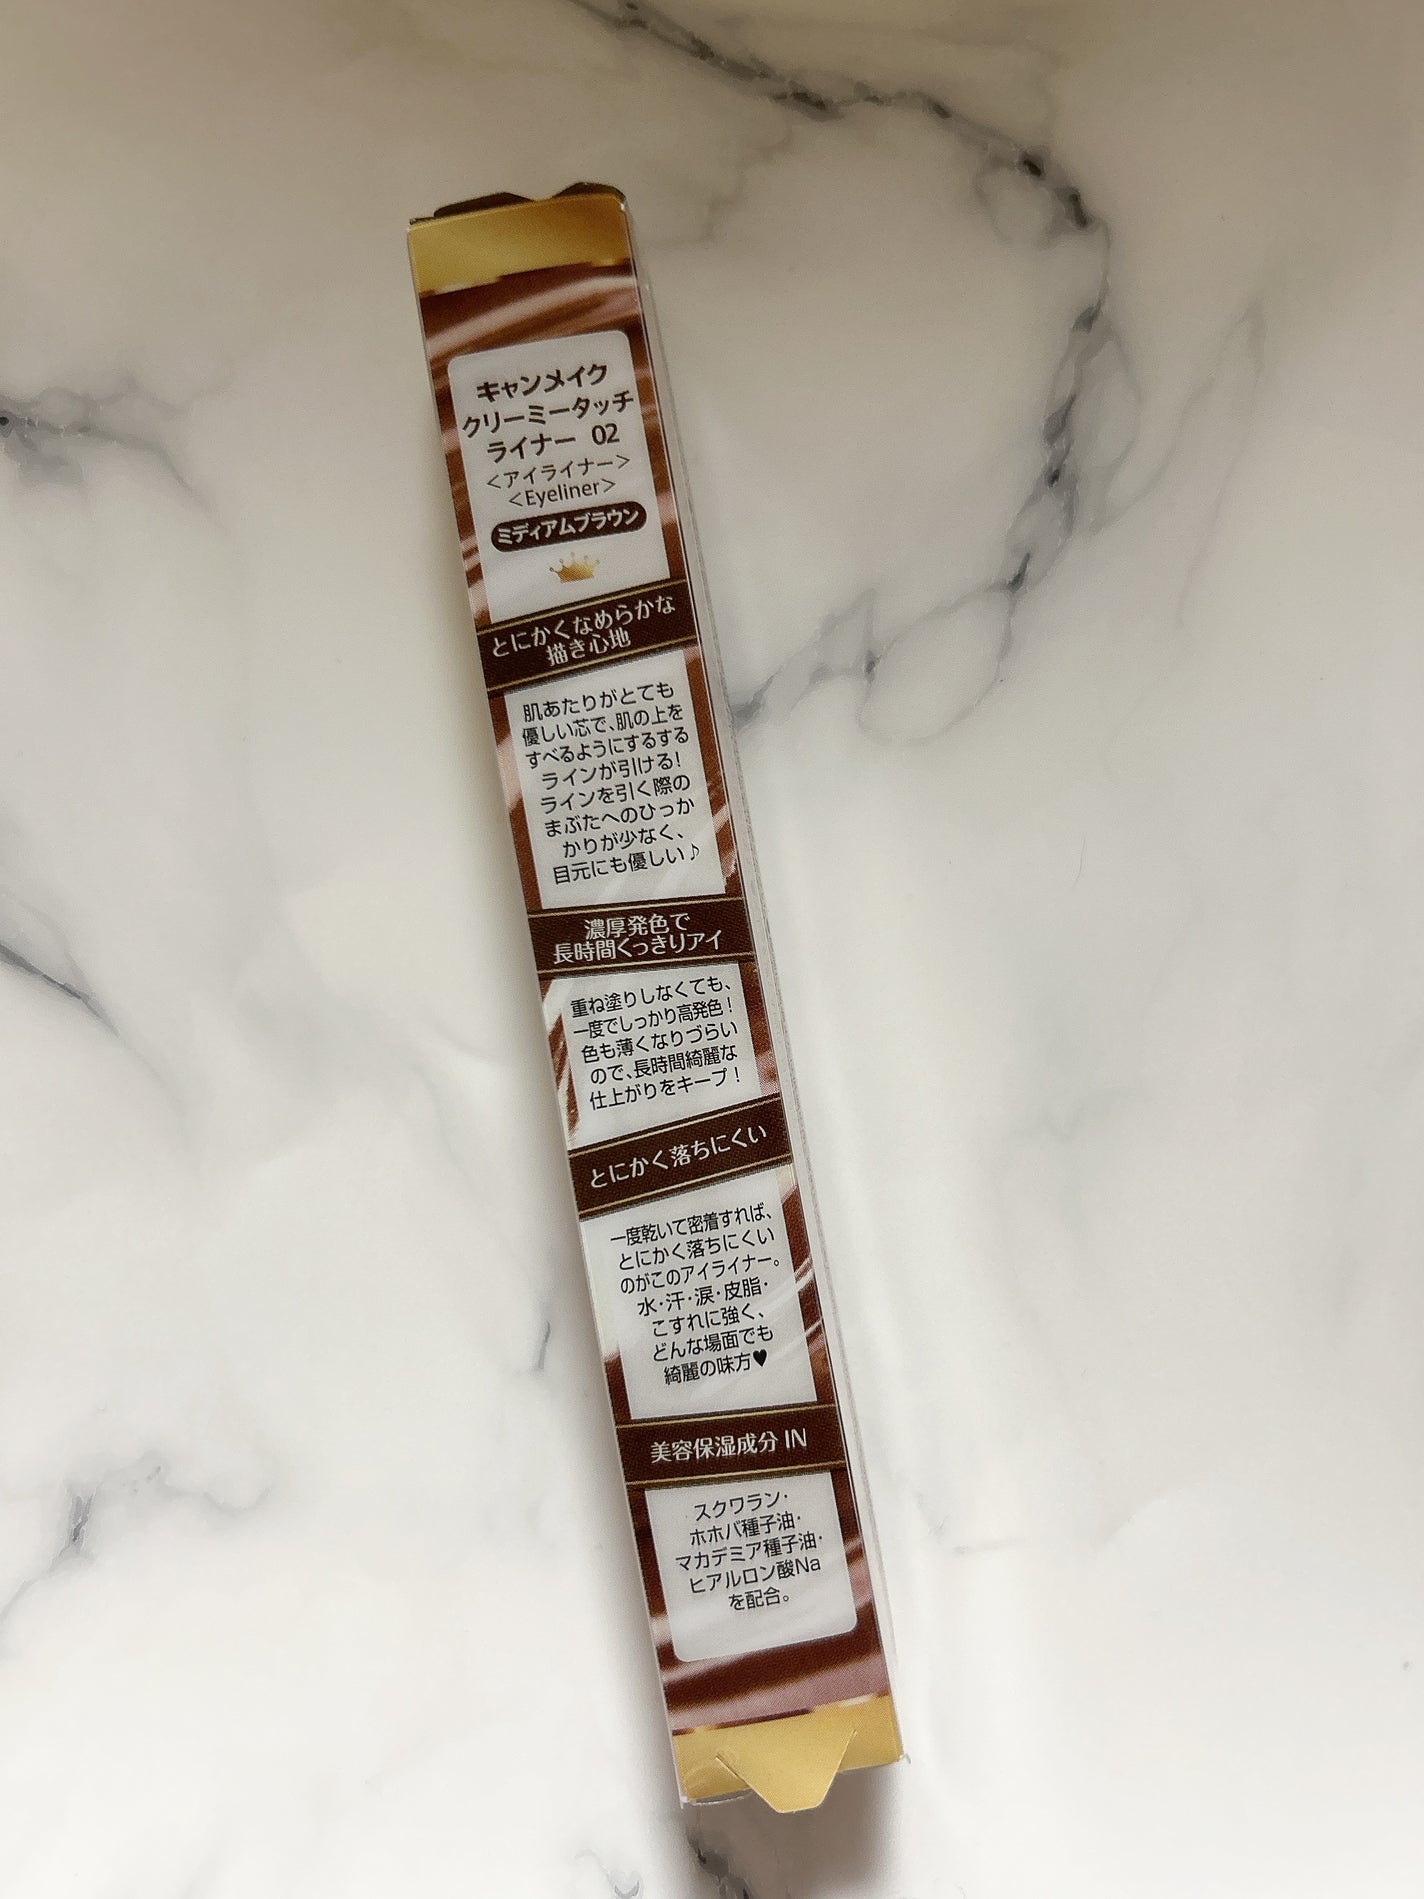 キャンメイク
クリーミータッチ
ライナー 02
＜アイライナー＞
＜Eyeliner＞
ミディアムブラウン
とにかくなめらかな
描き心地
肌あたりがとても
優しい芯で、肌の上を
すべるようにするする
ラインが引ける！
ラインを引く際の
まぶたへのひっか
かりが少なく、
目元にも優しい♪
濃厚発色で
長時間くっきりアイ
重ね塗りしなくても、
一度でしっかり高発色！
色も薄くなりづらい
ので、長時間綺麗な
仕上がりをキープ！
とにかく落ちにくい
一度乾いて密着すれば、
とにかく落ちにくい
のがこのアイライナー。
水・汗・涙・皮脂・
こすれに強く、
どんな場面でも
綺麗の味方♥
美容保湿成分 IN
スクワラン・
ホホバ種子油・
マカデミア種子油・
ヒアルロン酸Na
を配合。